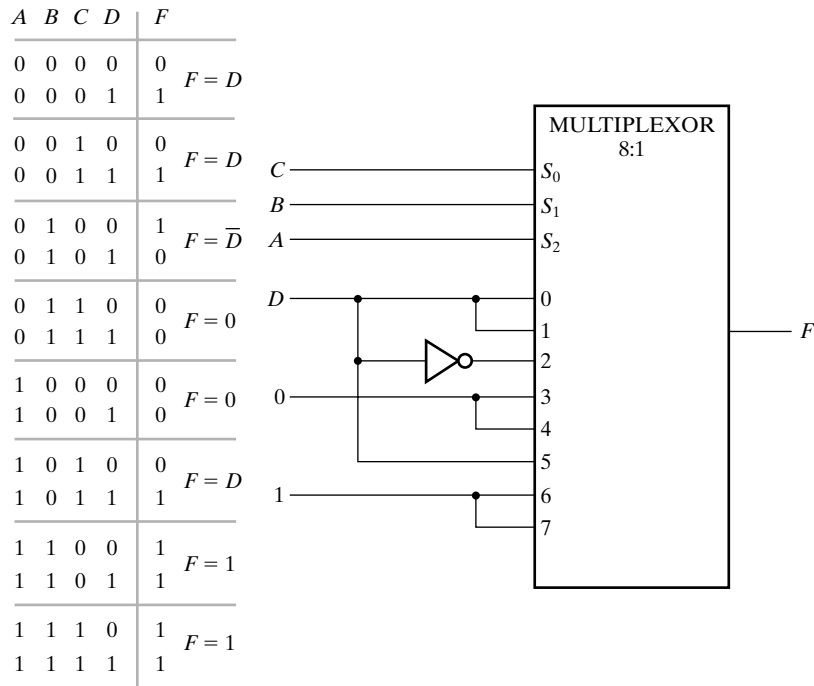 A B C D F
0 0 0 0 0
F = D
0 0 0 1 1
0 0 1 0 0
F = D
0 0 1 1 1
0 1 0 0 1
F = D̅
0 1 0 1 0
0 1 1 0 0
F = 0
0 1 1 1 0
1 0 0 0 0
F = 0
1 0 0 1 0
1 0 1 0 0
F = D
1 0 1 1 1
1 1 0 0 1
F = 1
1 1 0 1 1
1 1 1 0 1
F = 1
1 1 1 1 1
MULTIPLEXOR
8:1
C S₀
B S₁
A S₂
D 0
1
2
0 3
4
5
1 6
7
F